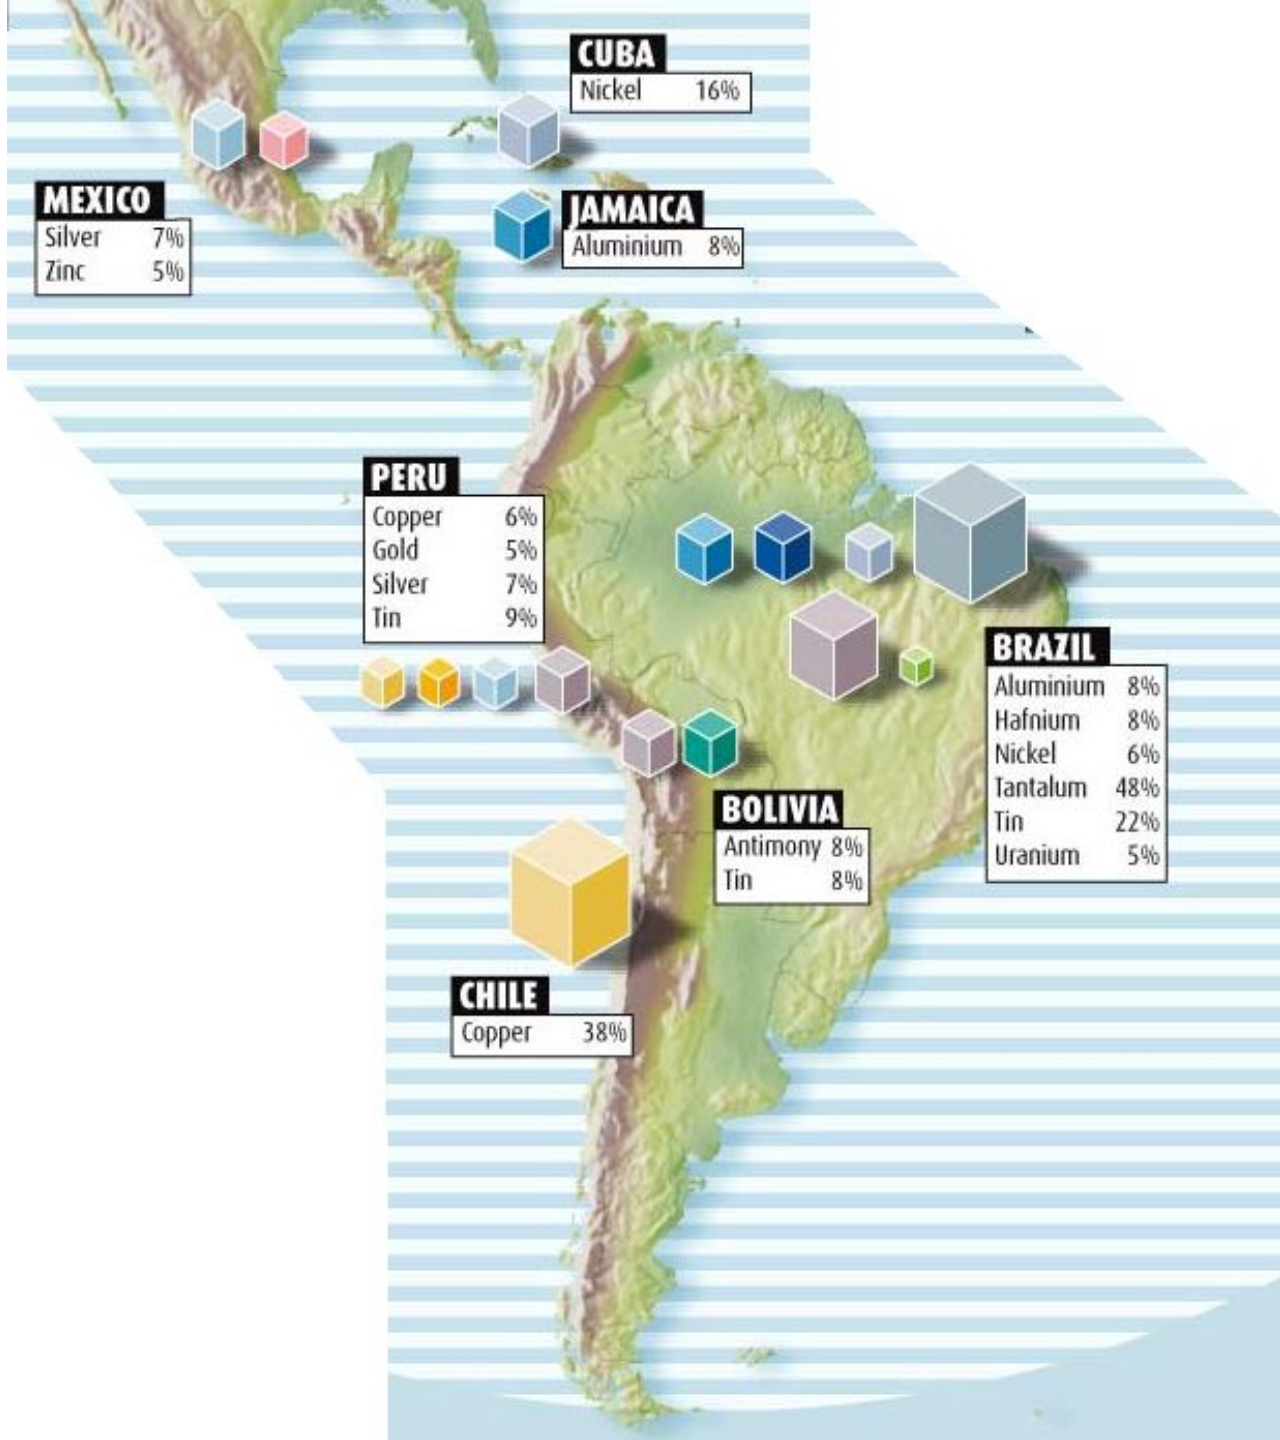 CUBA
Nickel 16%
MEXICO
Silver 7%
Zinc 5%
JAMAICA
Aluminium 8%
PERU
Copper 6%
Gold 5%
Silver 7%
Tin 9%
BRAZIL
Aluminium 8%
Hafnium 8%
Nickel 6%
Tantalum 48%
Tin 22%
Uranium 5%
BOLIVIA
Antimony 8%
Tin 8%
CHILE
Copper 38%